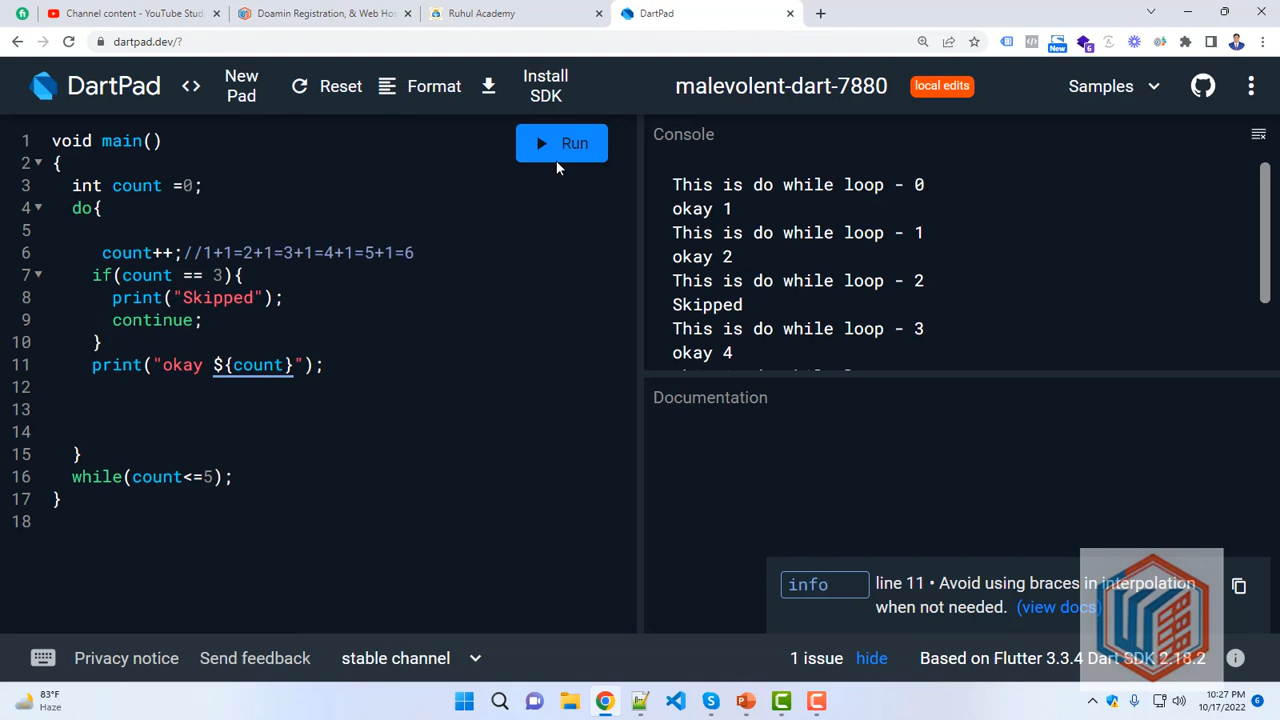 Channel content - YouTube Studi
Doamin Registration, & Web Hos
Ruhul Academy
DartPad
dartpad.dev/?
New
DartPad
<> New Pad
Reset
Format
Install SDK
malevolent-dart-7880
local edits
Samples
1 void main()
2 {
3 int count =0;
4 do{
5
6 count++;//1+1=2+1=3+1=4+1=5+1=6
7 if(count == 3){
8 print("Skipped");
9 continue;
10 }
11 print("okay ${count}");
12
13
14
15 }
16 while(count<=5);
17 }
18
Run
Console
This is do while loop - 0
okay 1
This is do while loop - 1
okay 2
This is do while loop - 2
Skipped
This is do while loop - 3
okay 4
Documentation
info
line 11 • Avoid using braces in interpolation
when not needed. (view docs)
Privacy notice
Send feedback
stable channel
1 issue hide
Based on Flutter 3.3.4 Dart SDK 2.18.2
83°F
Haze
10:27 PM
10/17/2022
6